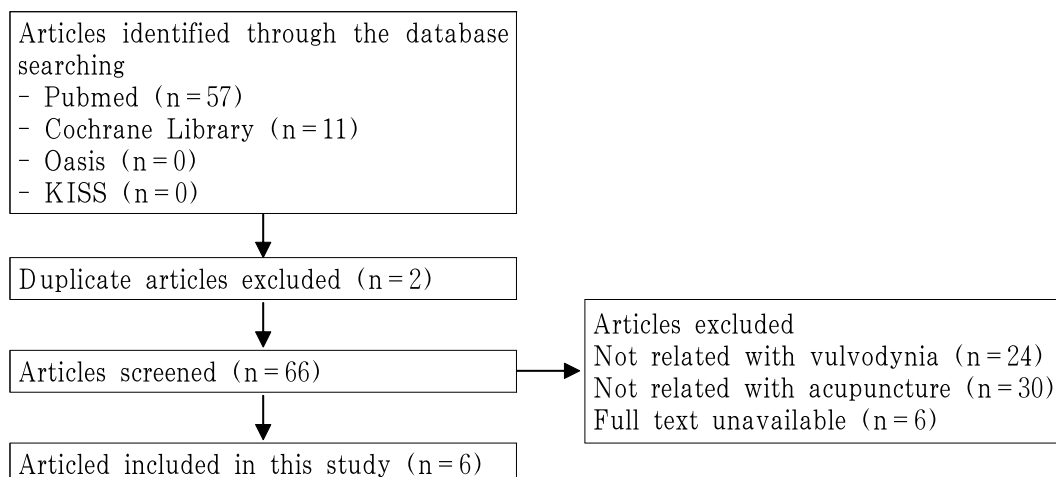 Articles identified through the database
searching
- Pubmed (n=57)
- Cochrane Library (n=11)
- Oasis (n=0)
- KISS (n=0)
Duplicate articles excluded (n=2)
Articles screened (n=66)
Articles excluded
Not related with vulvodynia (n=24)
Not related with acupuncture (n=30)
Full text unavailable (n=6)
Articled included in this study (n=6)